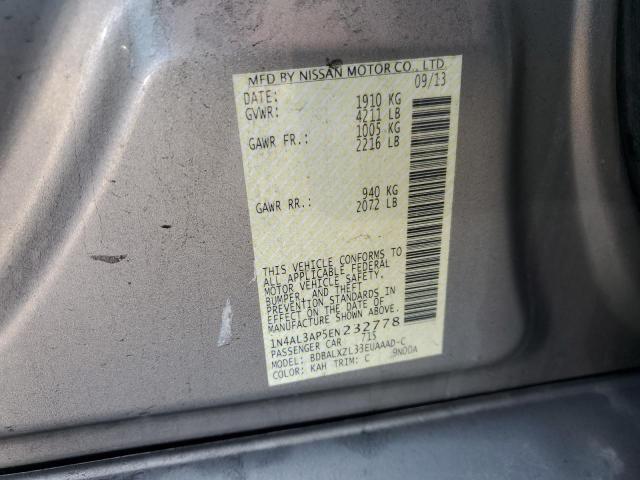 MFD BY NISSAN MOTOR CO., LTD.
DATE: 09/13
GVWR: 1910 KG
4211 LB
GAWR FR.: 1005 KG
2216 LB
GAWR RR.: 940 KG
2072 LB
THIS VEHICLE CONFORMS TO
ALL APPLICABLE FEDERAL
MOTOR VEHICLE SAFETY,
BUMPER, AND THEFT
PREVENTION STANDARDS IN
EFFECT ON THE DATE OF
MANUFACTURE SHOWN ABOVE.
1N4AL3AP5EN232778
PASSENGER CAR /715
MODEL: BDBALXZL33EUAAAD-C
COLOR: KAH TRIM: C 9N00A